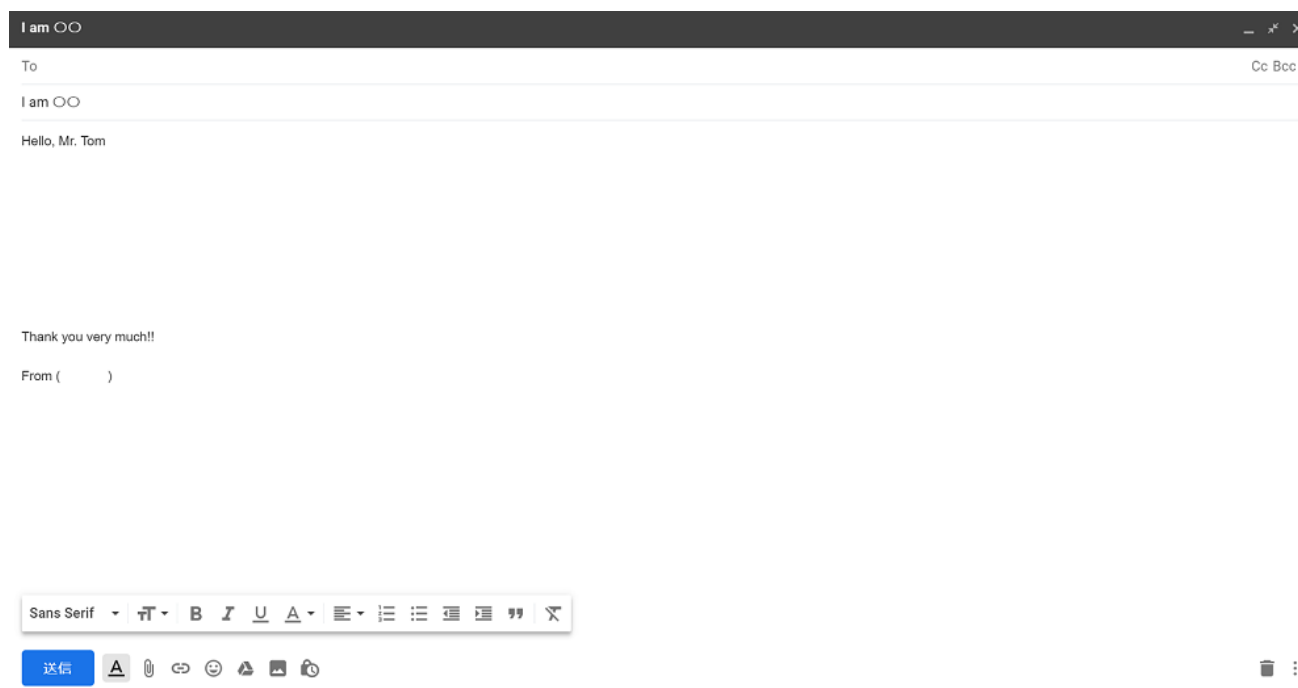 I am ○○
To
Cc Bcc
I am ○○
Hello, Mr. Tom
Thank you very much!!
From (          )
Sans Serif
送信